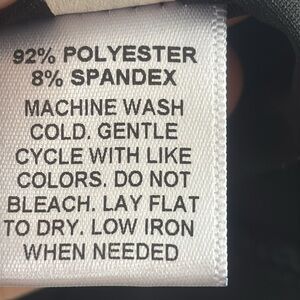 92% POLYESTER
8% SPANDEX
MACHINE WASH
COLD. GENTLE
CYCLE WITH LIKE
COLORS. DO NOT
BLEACH. LAY FLAT
TO DRY. LOW IRON
WHEN NEEDED